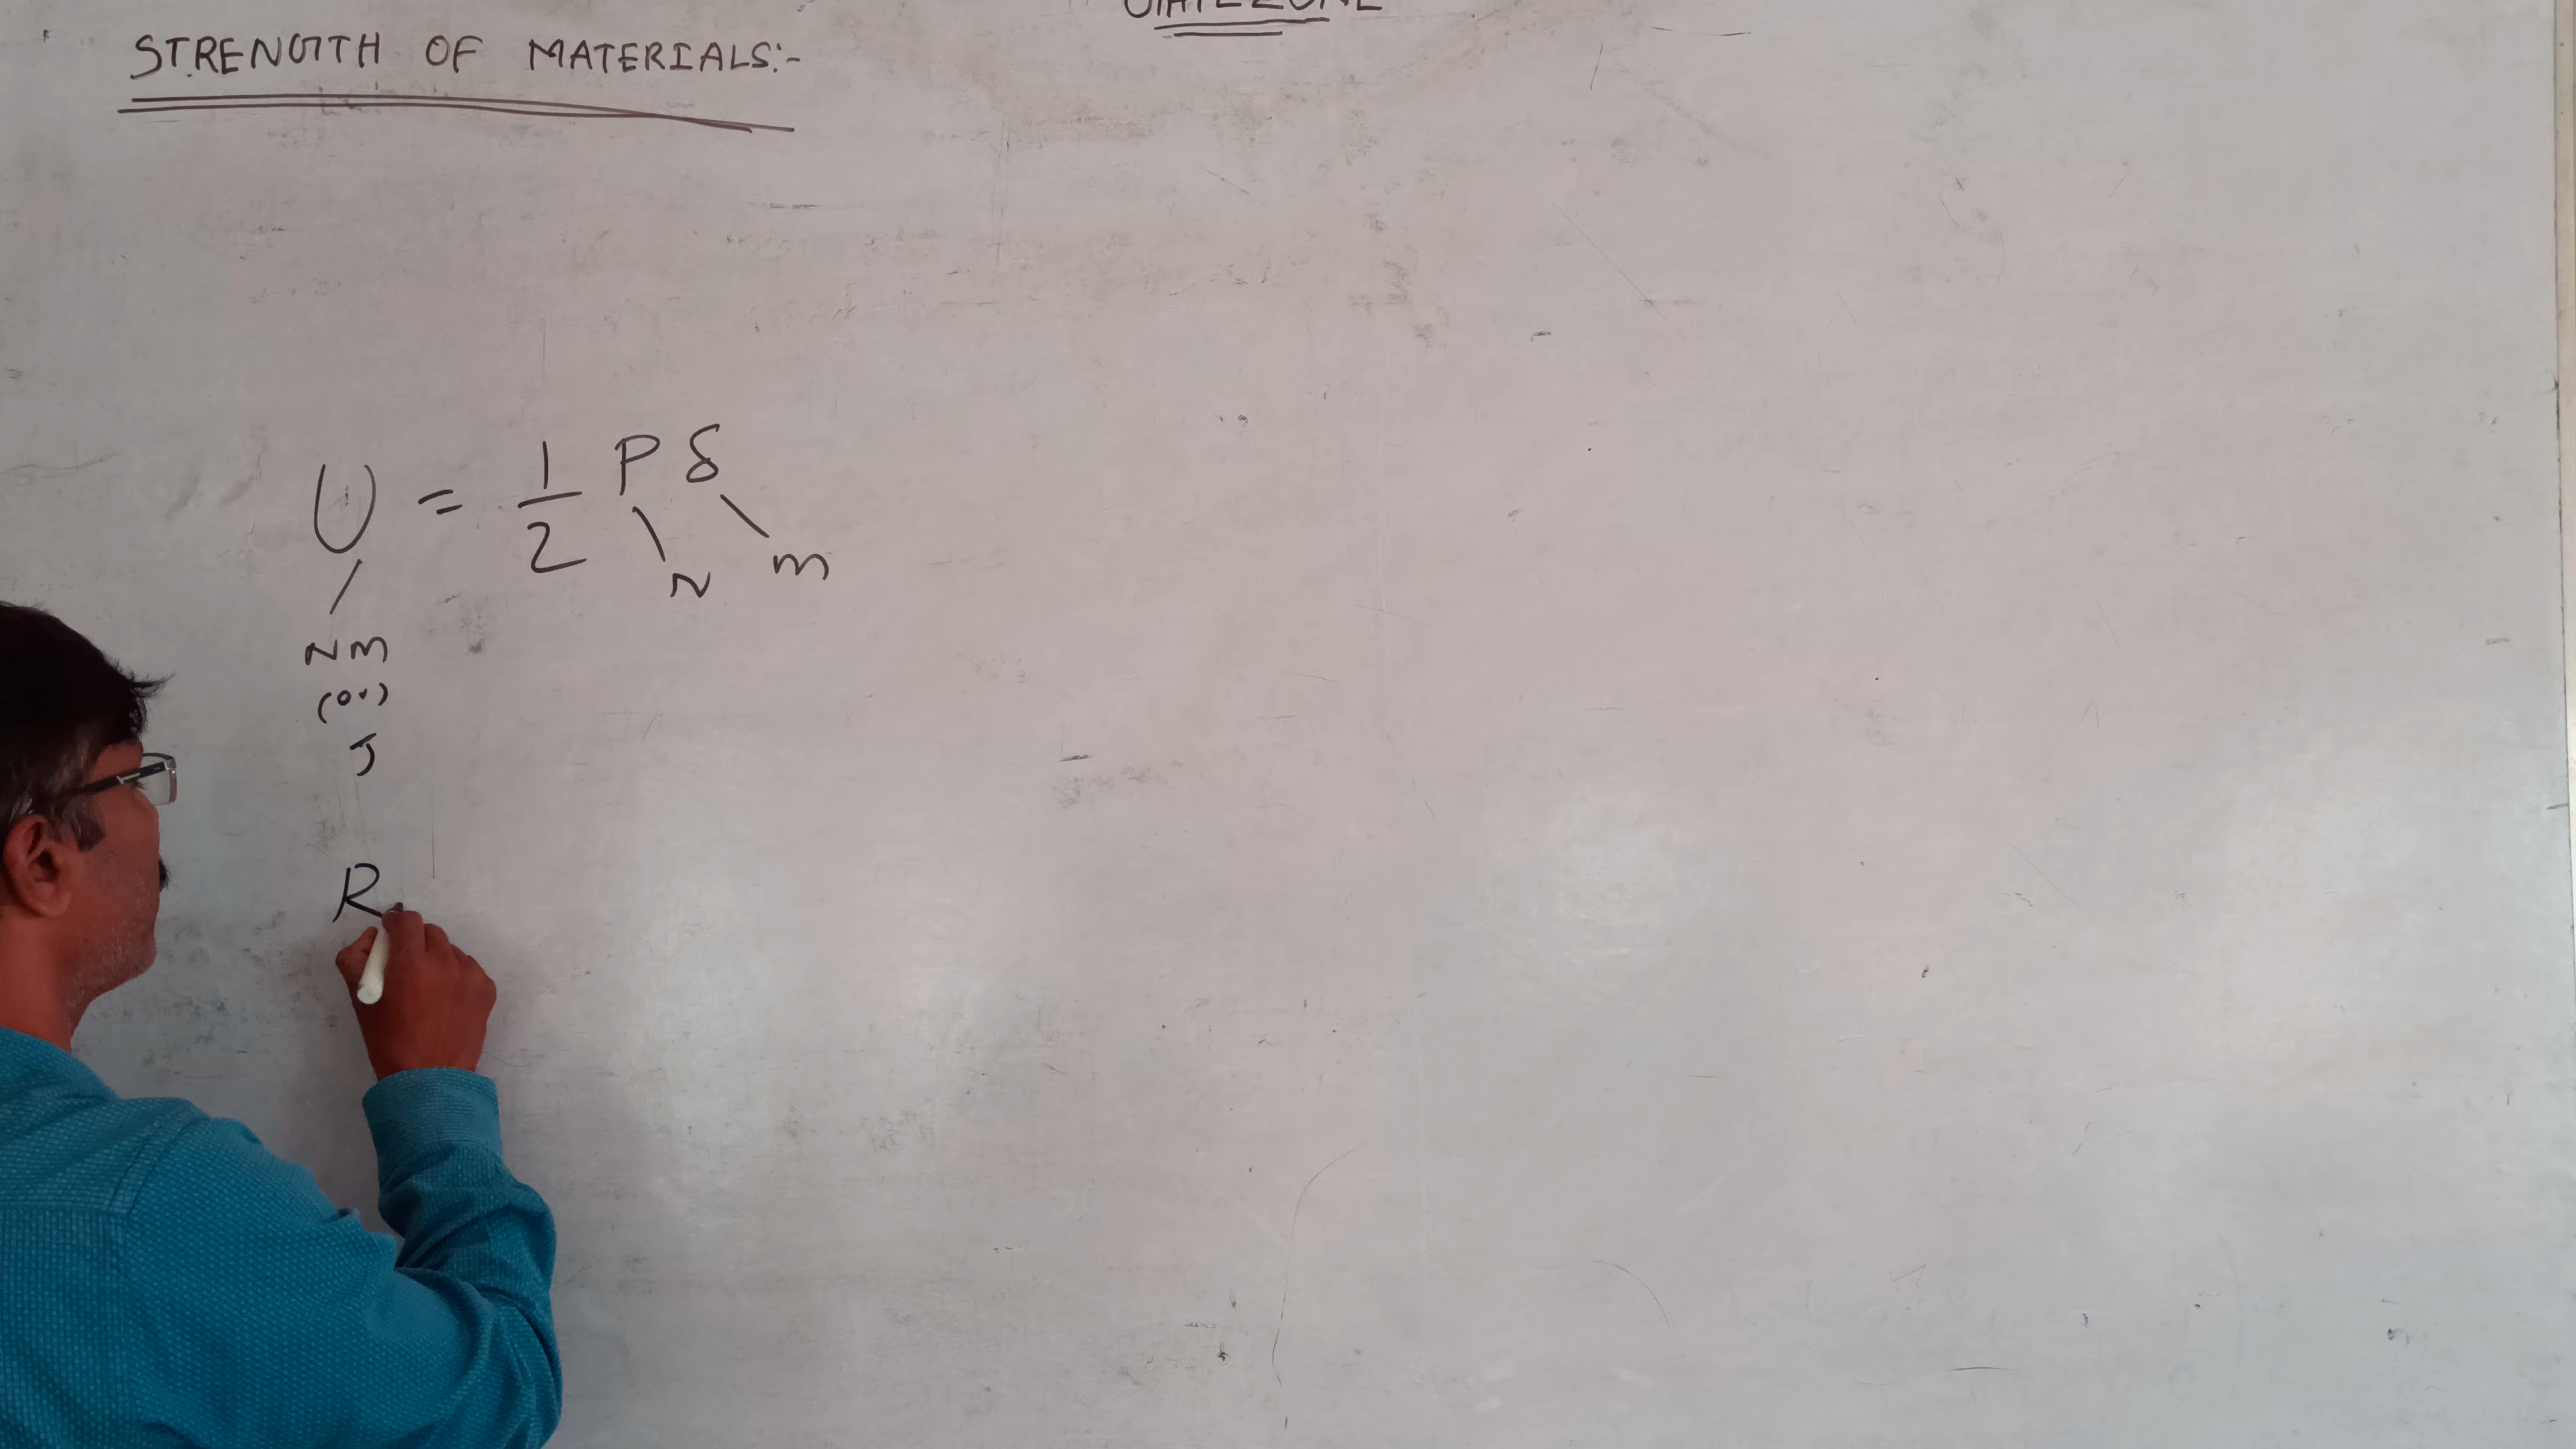 STRENGTH OF MATERIALS:-
U = 1/2 P δ
N m
Nm
(or)
J
R